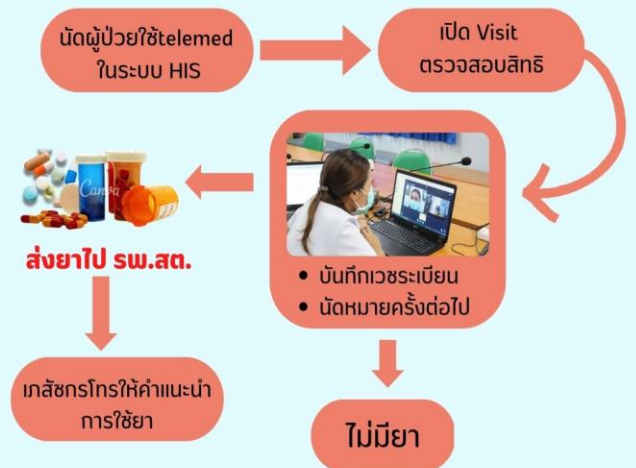 นัดผู้ป่วยใช้telemed
ในระบบ HIS
เปิด Visit
ตรวจสอบสิทธิ
Canva
ส่งยาไป รพ.สต.
• บันทึกเวชระเบียน
• นัดหมายครั้งต่อไป
เภสัชกรโทรให้คำแนะนำ
การใช้ยา
ไม่มียา